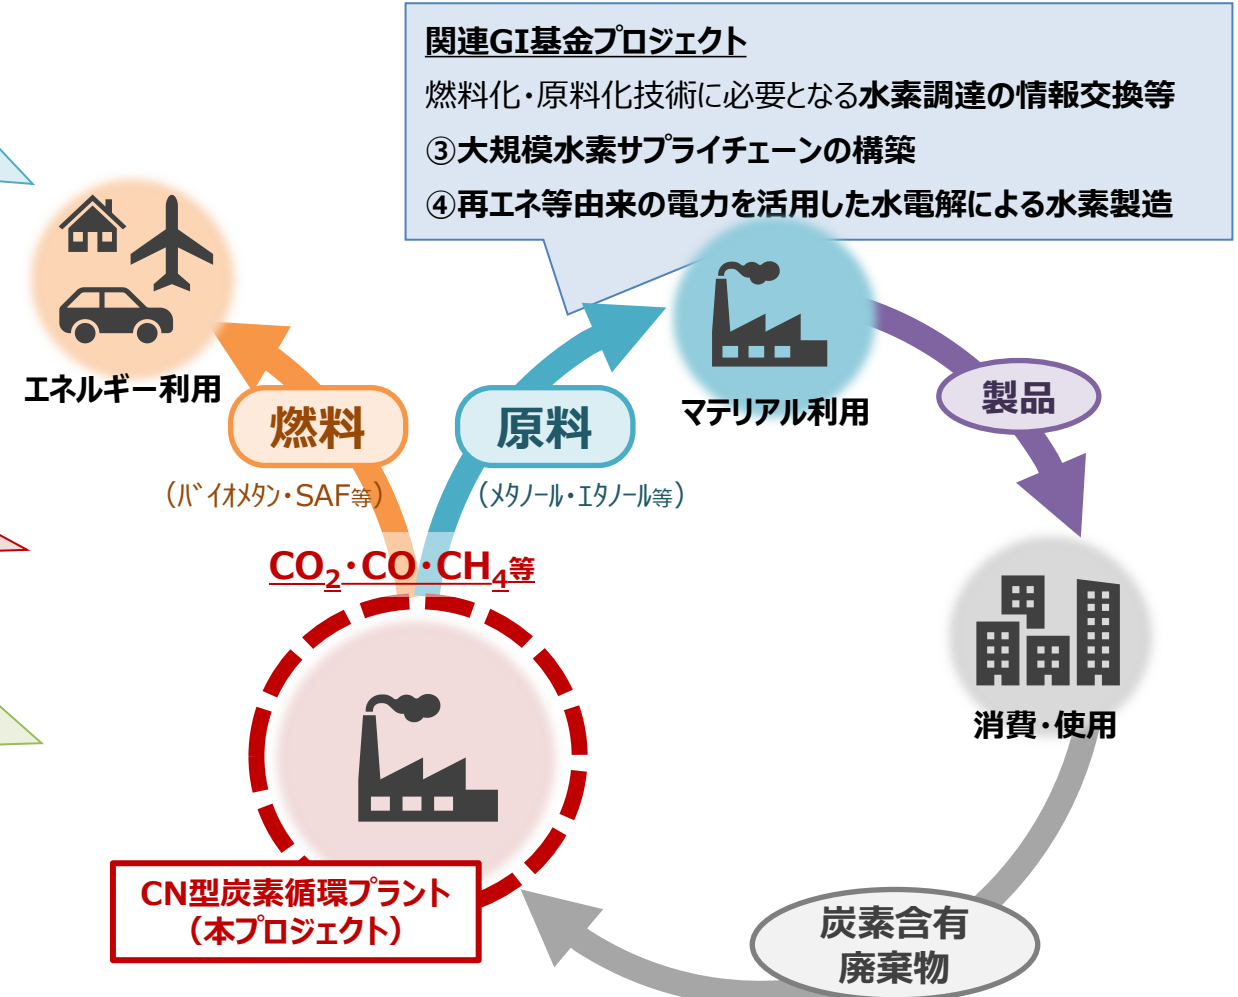 関連GI基金プロジェクト
燃料化・原料化技術に必要となる水素調達の情報交換等
③大規模水素サプライチェーンの構築
④再エネ等由来の電力を活用した水電解による水素製造
エネルギー利用
燃料
(ﾊﾞｲｵﾒﾀﾝ・SAF等)
原料
(ﾒﾀﾉｰﾙ・ｴﾀﾉｰﾙ等)
マテリアル利用
製品
CO₂・CO・CH₄等
消費・使用
CN型炭素循環プラント
(本プロジェクト)
炭素含有
廃棄物